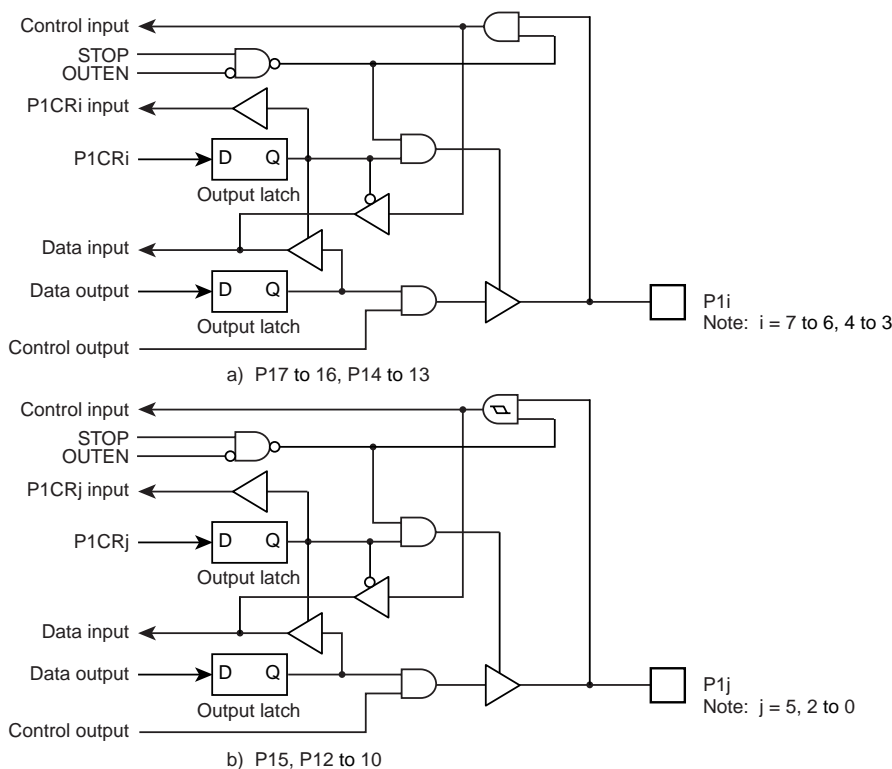 Control input
STOP
OUTEN
P1CRi input
P1CRi
D Q
Output latch
Data input
Data output
D Q
Output latch
Control output
P1i
Note: i = 7 to 6, 4 to 3
a) P17 to 16, P14 to 13
Control input
STOP
OUTEN
P1CRj input
P1CRj
D Q
Output latch
Data input
Data output
D Q
Output latch
Control output
P1j
Note: j = 5, 2 to 0
b) P15, P12 to 10